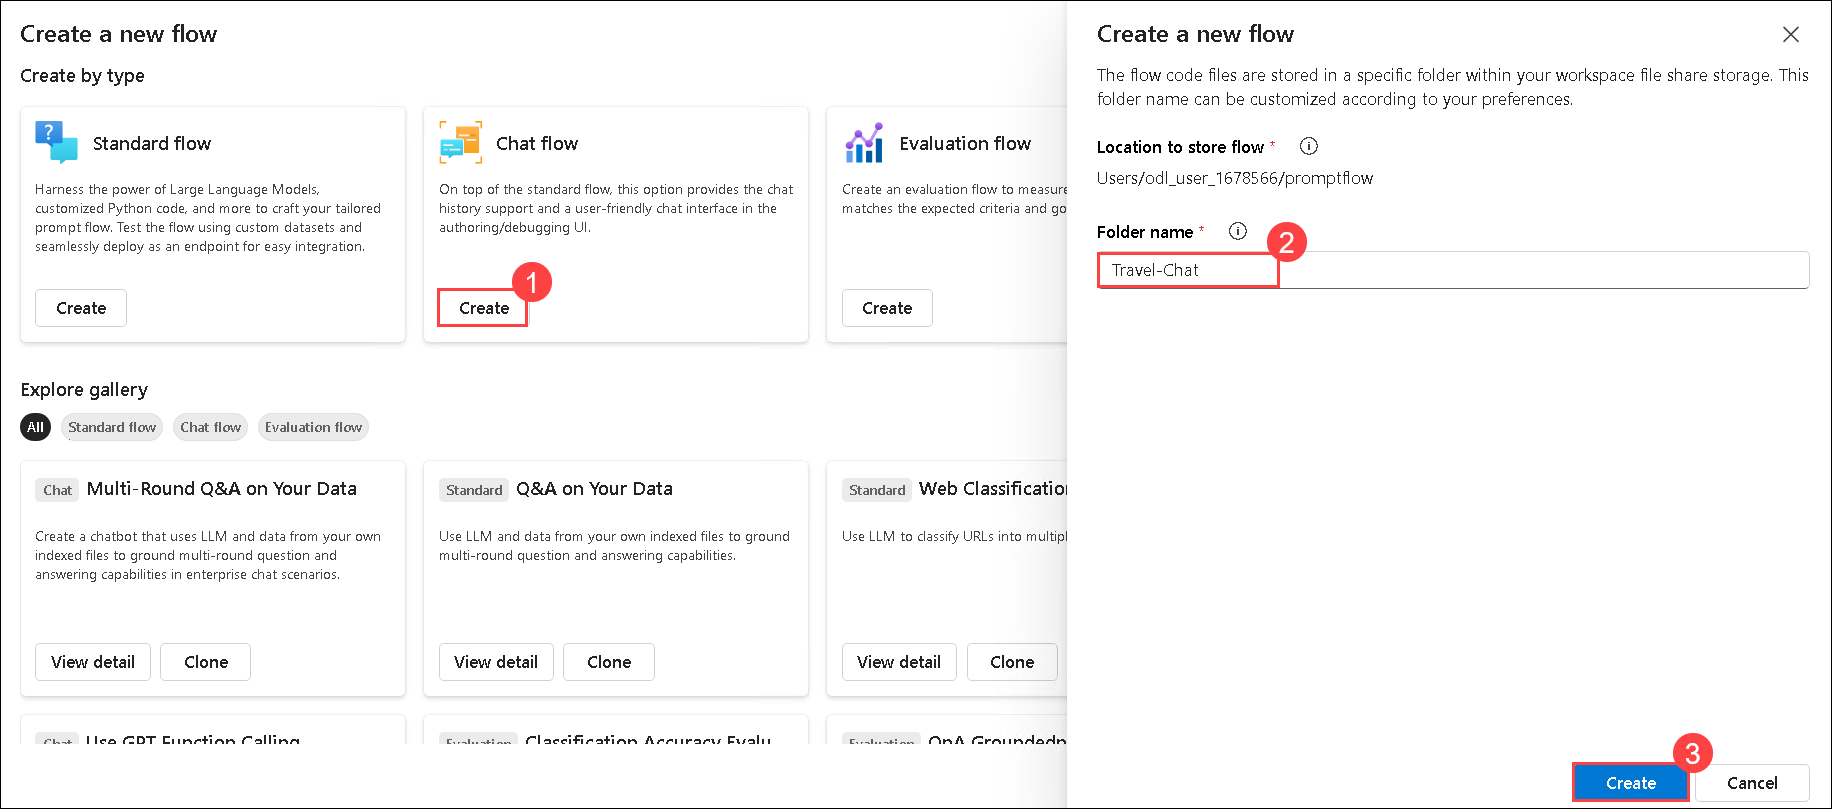 Create a new flow
Create by type
Standard flow
Harness the power of Large Language Models,
customized Python code, and more to craft your tailored
prompt flow. Test the flow using custom datasets and
seamlessly deploy as an endpoint for easy integration.
Create
Chat flow
On top of the standard flow, this option provides the chat
history support and a user-friendly chat interface in the
authoring/debugging UI.
1
Create
Evaluation flow
Create an evaluation flow to measure
matches the expected criteria and go
Create
Explore gallery
All Standard flow Chat flow Evaluation flow
Chat Multi-Round Q&A on Your Data
Create a chatbot that uses LLM and data from your own
indexed files to ground multi-round question and
answering capabilities in enterprise chat scenarios.
View detail Clone
Standard Q&A on Your Data
Use LLM and data from your own indexed files to ground
multi-round question and answering capabilities.
View detail Clone
Standard Web Classification
Use LLM to classify URLs into multipl
View detail Clone
Chat Use GPT Function Calling
Evaluation Classification Accuracy Evalu
Evaluation QnA Groundedn
Create a new flow
The flow code files are stored in a specific folder within your workspace file share storage. This
folder name can be customized according to your preferences.
Location to store flow *
Users/odl_user_1678566/promptflow
Folder name *
2
Travel-Chat
3
Create Cancel